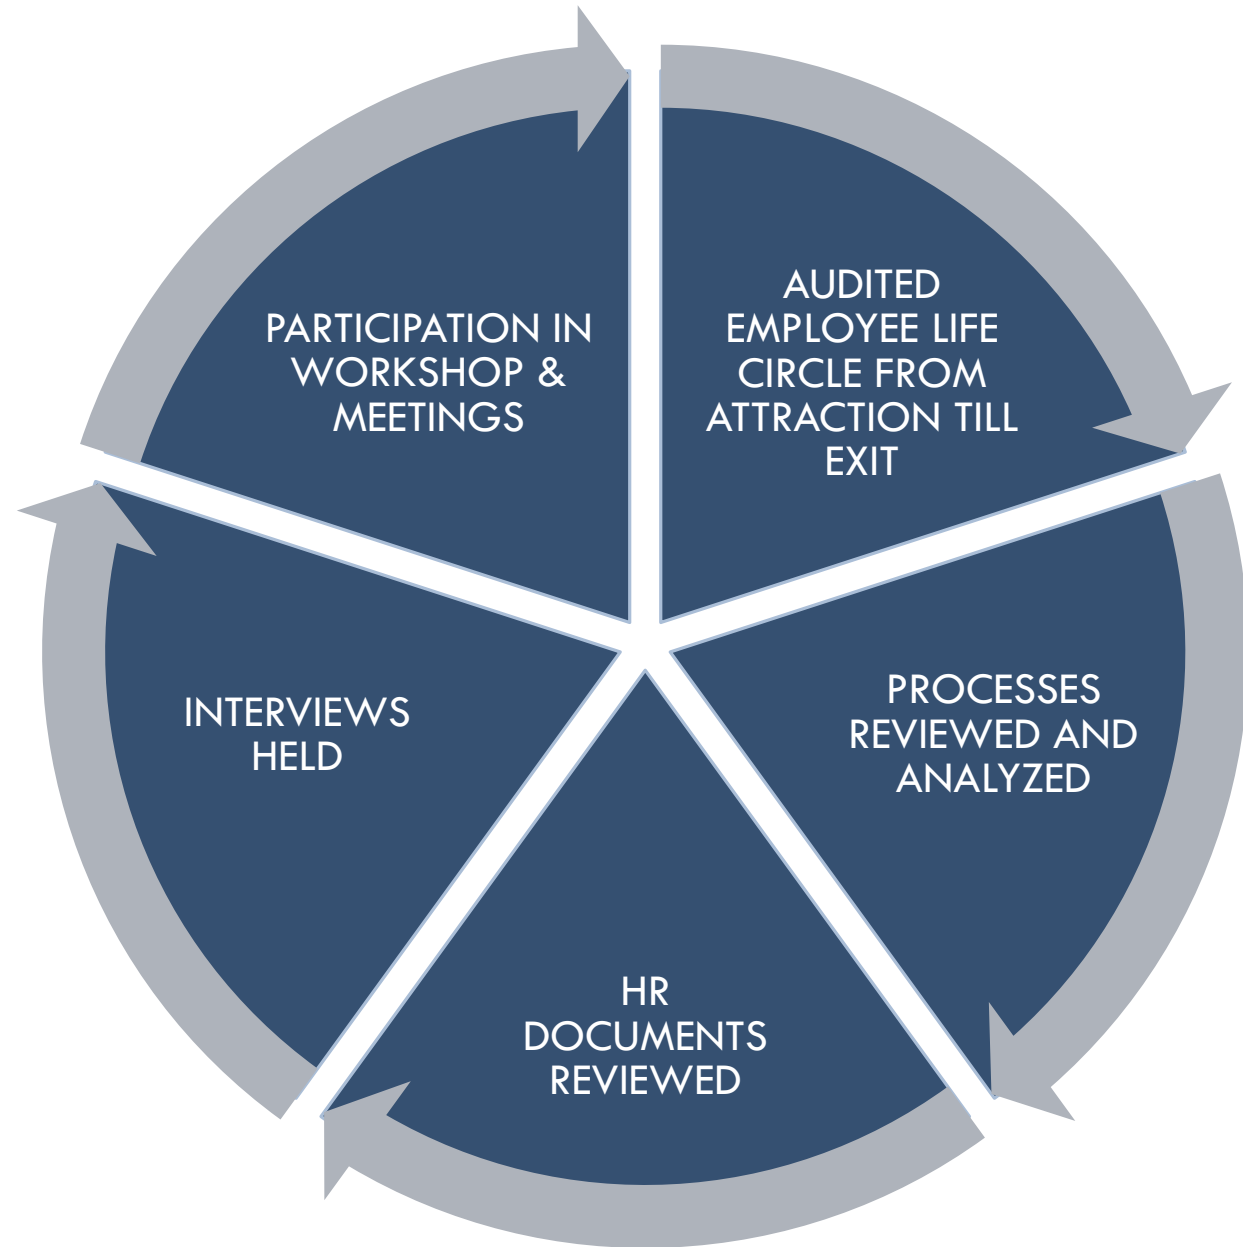 AUDITED
EMPLOYEE LIFE
CIRCLE FROM
ATTRACTION TILL
EXIT
PROCESSES
REVIEWED AND
ANALYZED
HR
DOCUMENTS
REVIEWED
INTERVIEWS
HELD
PARTICIPATION IN
WORKSHOP &
MEETINGS